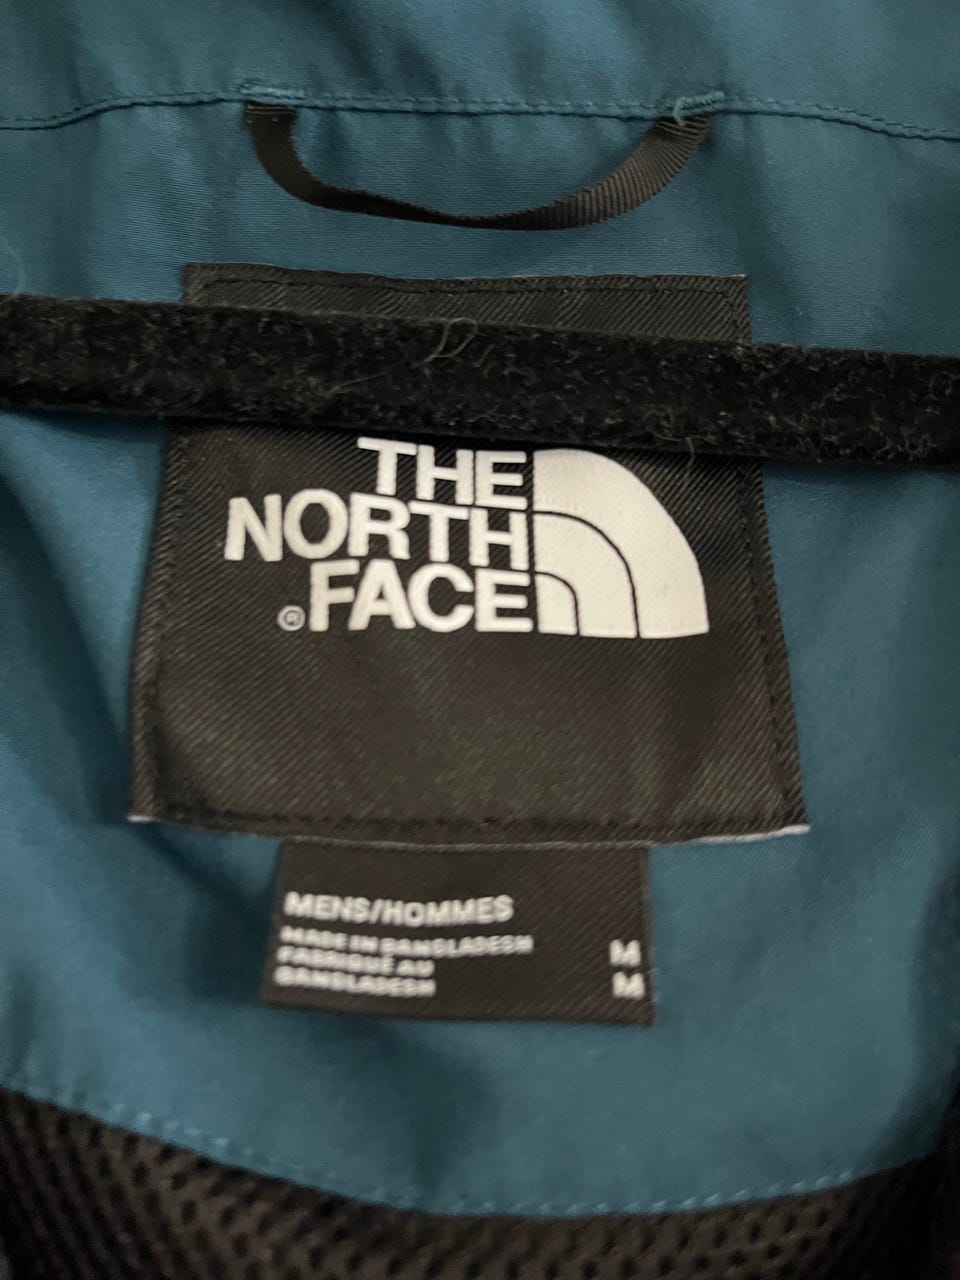 THE
NORTH
FACE
®
MENS/HOMMES
MADE IN BANGLADESH
FABRIQUÉ AU
BANGLADESH
M
M